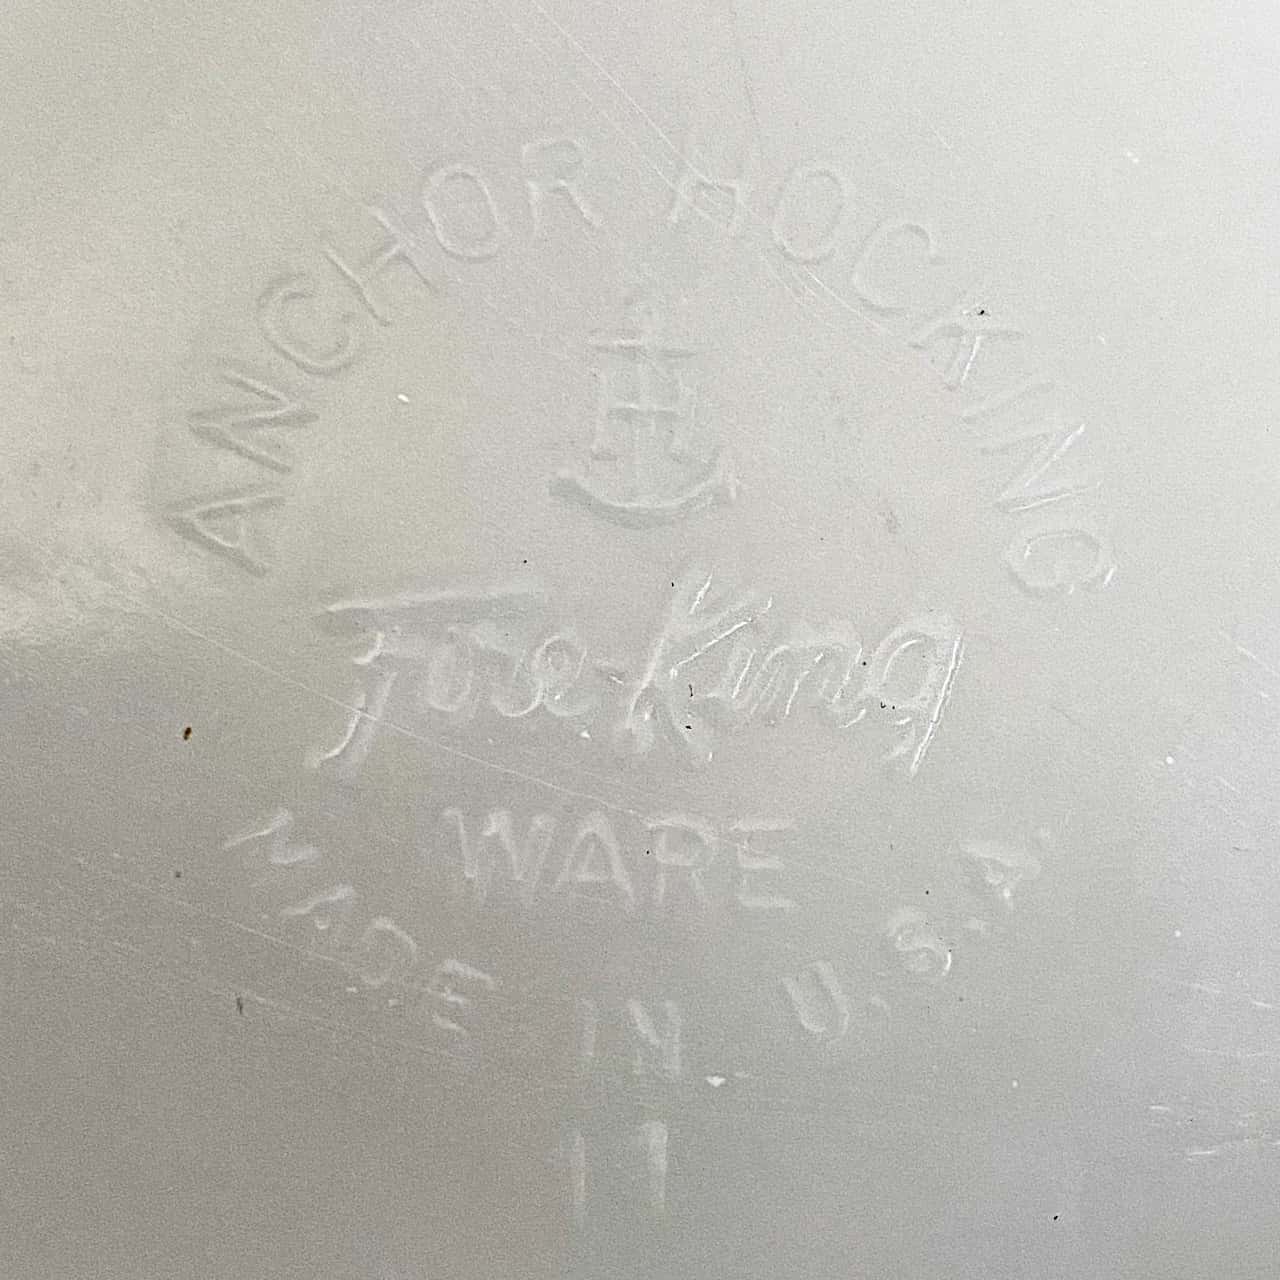 ANCHOR HOCKING
H
Fire-King
WARE
MADE IN U.S.A.
11